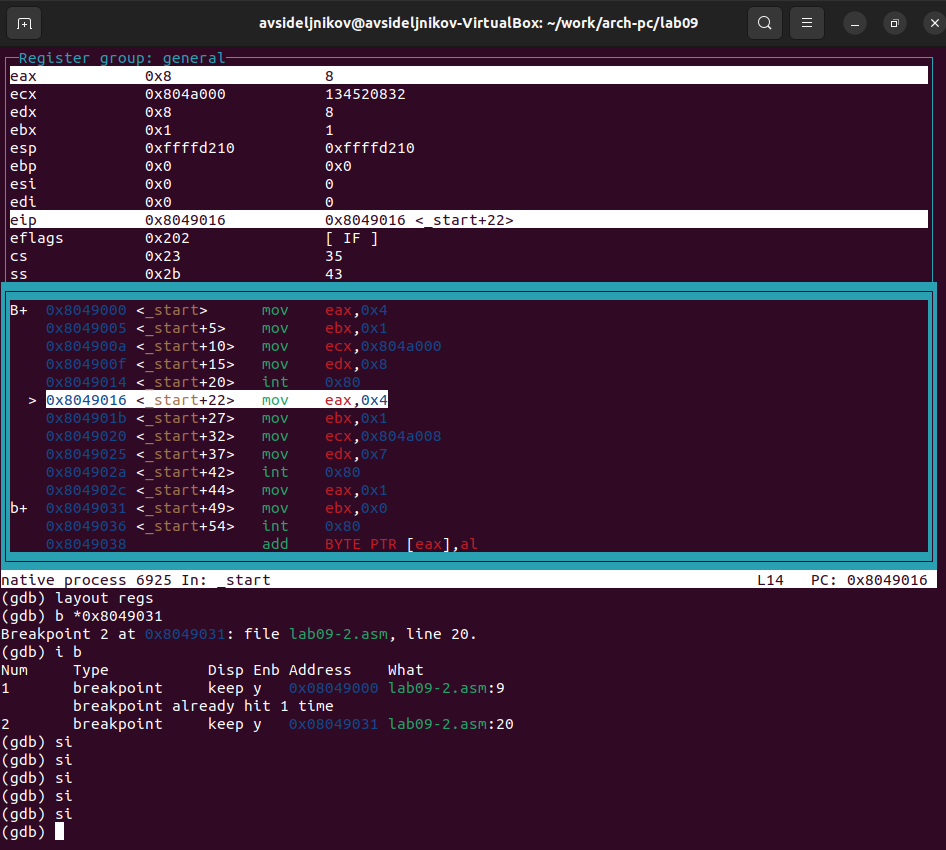 avsideljnikov@avsideljnikov-VirtualBox: ~/work/arch-pc/lab09
Register group: general
eax 0x8 8
ecx 0x804a000 134520832
edx 0x8 8
ebx 0x1 1
esp 0xffffd210 0xffffd210
ebp 0x0 0x0
esi 0x0 0
edi 0x0 0
eip 0x8049016 0x8049016 <_start+22>
eflags 0x202 [ IF ]
cs 0x23 35
ss 0x2b 43
B+ 0x8049000 <_start> mov eax,0x4
0x8049005 <_start+5> mov ebx,0x1
0x804900a <_start+10> mov ecx,0x804a000
0x804900f <_start+15> mov edx,0x8
0x8049014 <_start+20> int 0x80
> 0x8049016 <_start+22> mov eax,0x4
0x804901b <_start+27> mov ebx,0x1
0x8049020 <_start+32> mov ecx,0x804a008
0x8049025 <_start+37> mov edx,0x7
0x804902a <_start+42> int 0x80
0x804902c <_start+44> mov eax,0x1
b+ 0x8049031 <_start+49> mov ebx,0x0
0x8049036 <_start+54> int 0x80
0x8049038 add BYTE PTR [eax],al
native process 6925 In: _start L14 PC: 0x8049016
(gdb) layout regs
(gdb) b *0x8049031
Breakpoint 2 at 0x8049031: file lab09-2.asm, line 20.
(gdb) i b
Num Type Disp Enb Address What
1 breakpoint keep y 0x08049000 lab09-2.asm:9
breakpoint already hit 1 time
2 breakpoint keep y 0x08049031 lab09-2.asm:20
(gdb) si
(gdb) si
(gdb) si
(gdb) si
(gdb) si
(gdb)